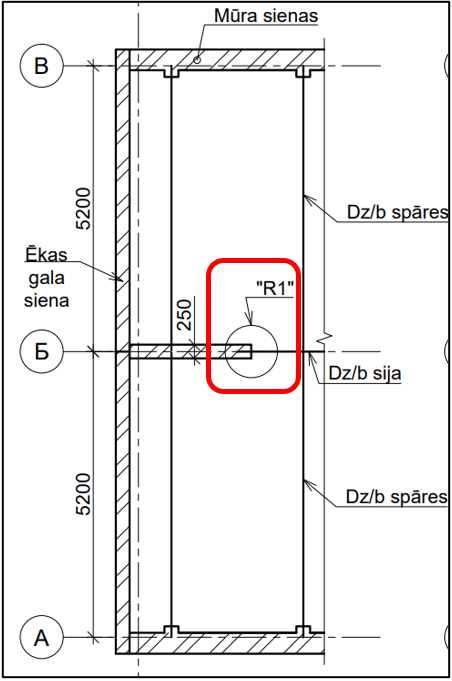 Mūra sienas
В
5200
Dz/b spāres
Ēkas
gala
siena
"R1"
250
Б
Dz/b sija
5200
Dz/b spāres
А